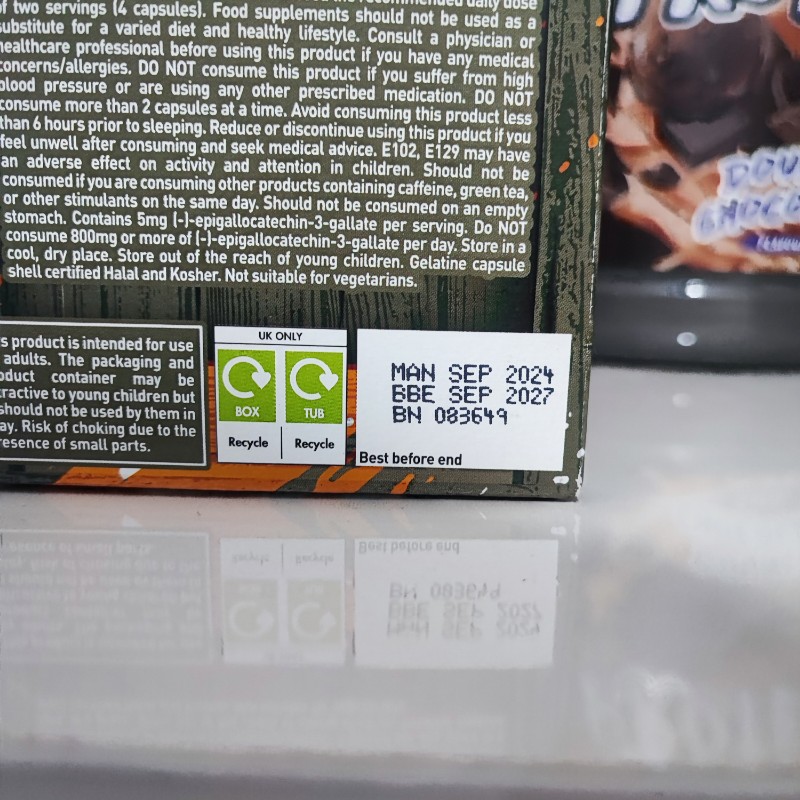 the recommended daily dose
of two servings (4 capsules). Food supplements should not be used as a
substitute for a varied diet and healthy lifestyle. Consult a physician or
healthcare professional before using this product if you have any medical
concerns/allergies. DO NOT consume this product if you suffer from high
blood pressure or are using any other prescribed medication. DO NOT
consume more than 2 capsules at a time. Avoid consuming this product less
than 6 hours prior to sleeping. Reduce or discontinue using this product if you
feel unwell after consuming and seek medical advice. E102, E129 may have
an adverse effect on activity and attention in children. Should not be
consumed if you are consuming other products containing caffeine, green tea,
or other stimulants on the same day. Should not be consumed on an empty
stomach. Contains 5mg (-)-epigallocatechin-3-gallate per serving. Do NOT
consume 800mg or more of (-)-epigallocatechin-3-gallate per day. Store in a
cool, dry place. Store out of the reach of young children. Gelatine capsule
shell certified Halal and Kosher. Not suitable for vegetarians.
s product is intended for use
adults. The packaging and
oduct container may be
tractive to young children but
should not be used by them in
ay. Risk of choking due to the
resence of small parts.
UK ONLY
BOX
TUB
Recycle
Recycle
MAN SEP 2024
BBE SEP 2027
BN 083649
Best before end
DOU
CHOCO